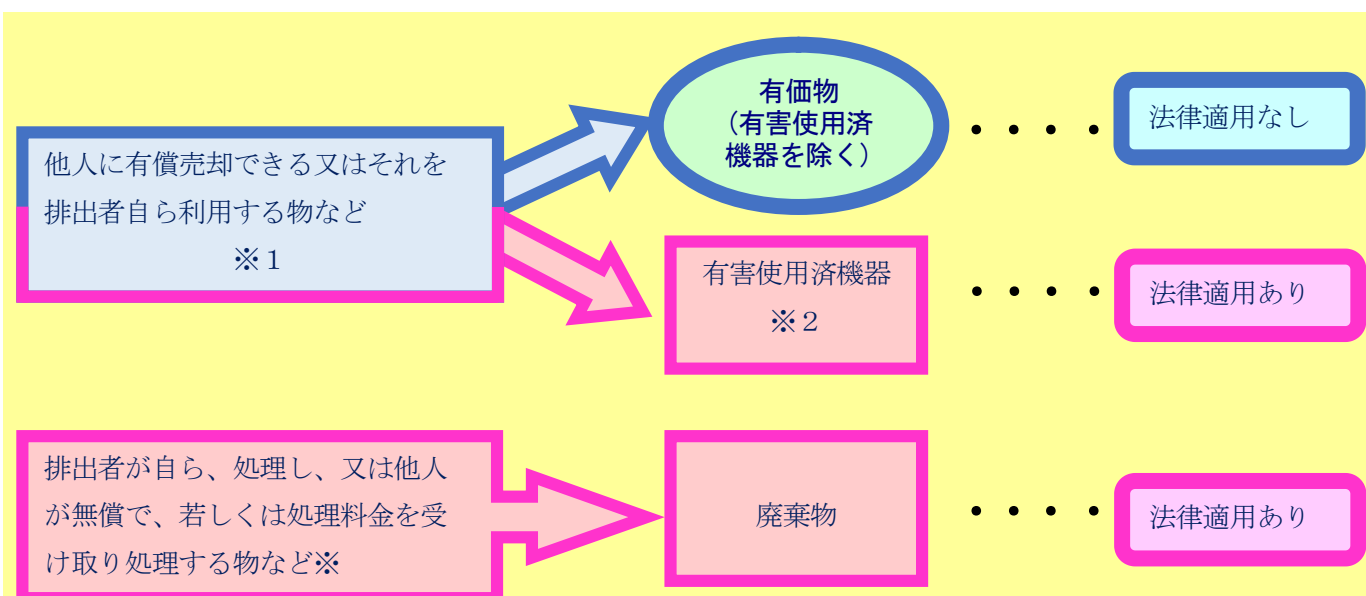 他人に有償売却できる又はそれを
排出者自ら利用する物など
※1
有価物
（有害使用済
機器を除く）
・・・・
法律適用なし
有害使用済機器
※2
・・・・
法律適用あり
排出者が自ら、処理し、又は他人
が無償で、若しくは処理料金を受
け取り処理する物など※
廃棄物
・・・・
法律適用あり